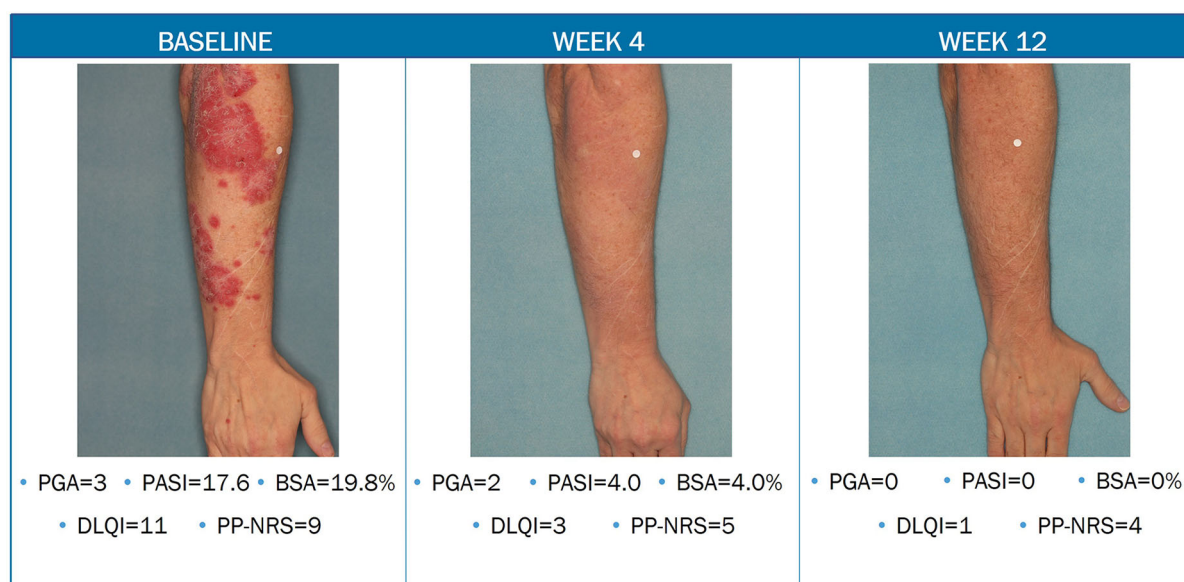 BASELINE
WEEK 4
WEEK 12
• PGA=3 • PASI=17.6 • BSA=19.8%
• DLQI=11 • PP-NRS=9
• PGA=2 • PASI=4.0 • BSA=4.0%
• DLQI=3 • PP-NRS=5
• PGA=0 • PASI=0 • BSA=0%
• DLQI=1 • PP-NRS=4